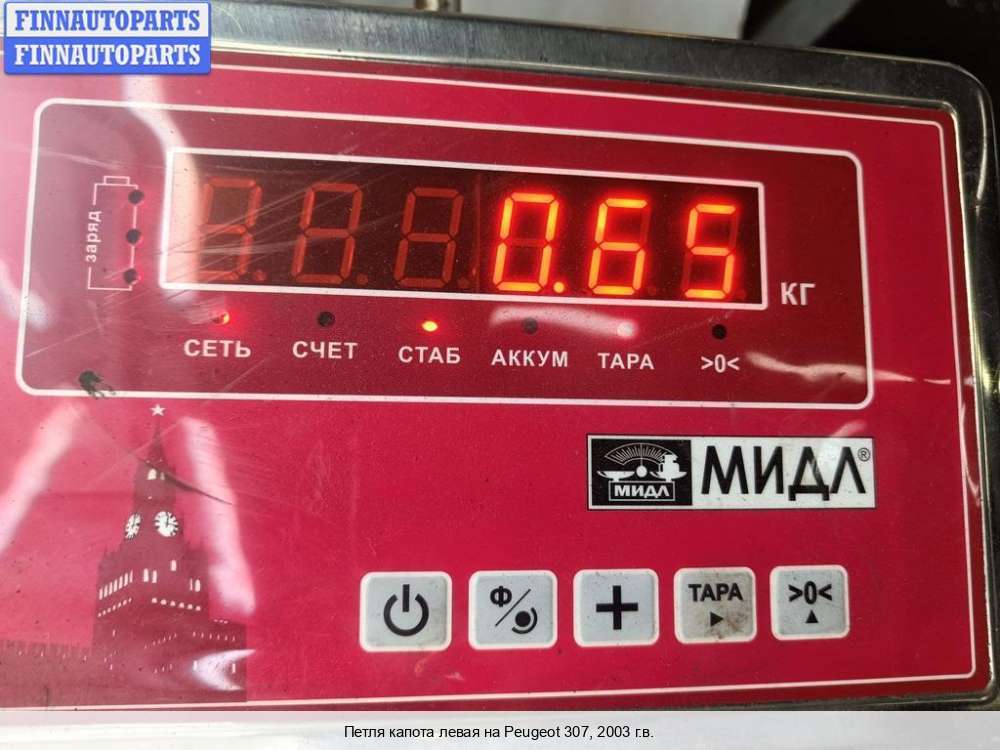 FINNAUTOPARTS
FINNAUTOPARTS
заряд
0.65
КГ
СЕТЬ СЧЕТ СТАБ АККУМ ТАРА >0<
МИДЛ МИДЛ®
Ф ТАРА >0<
Петля капота левая на Peugeot 307, 2003 г.в.